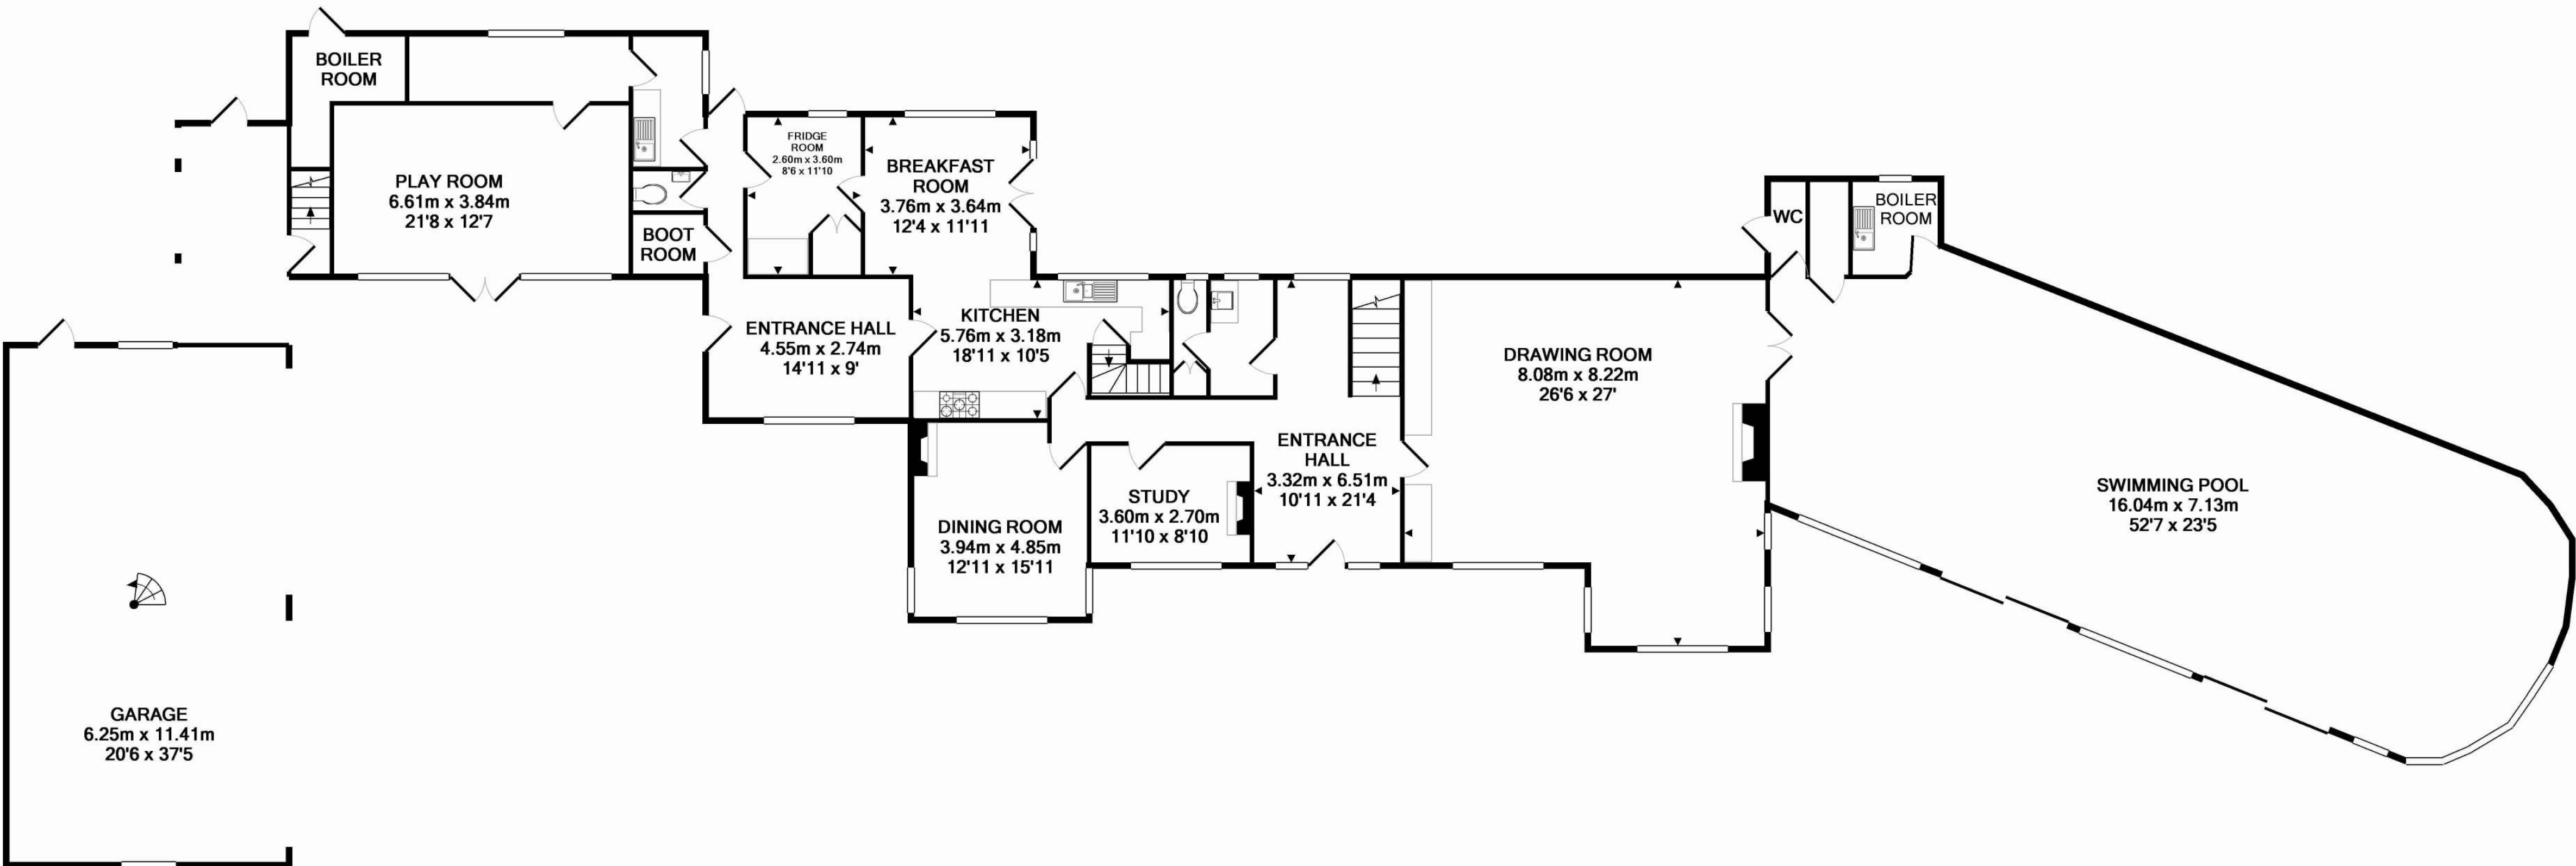 BOILER
ROOM
PLAY ROOM
6.61m x 3.84m
21'8 x 12'7
BOOT
ROOM
FRIDGE
ROOM
2.60m x 3.60m
8'6 x 11'10
BREAKFAST
ROOM
3.76m x 3.64m
12'4 x 11'11
ENTRANCE HALL
4.55m x 2.74m
14'11 x 9'
KITCHEN
5.76m x 3.18m
18'11 x 10'5
DINING ROOM
3.94m x 4.85m
12'11 x 15'11
STUDY
3.60m x 2.70m
11'10 x 8'10
ENTRANCE
HALL
3.32m x 6.51m
10'11 x 21'4
DRAWING ROOM
8.08m x 8.22m
26'6 x 27'
WC
BOILER
ROOM
SWIMMING POOL
16.04m x 7.13m
52'7 x 23'5
GARAGE
6.25m x 11.41m
20'6 x 37'5